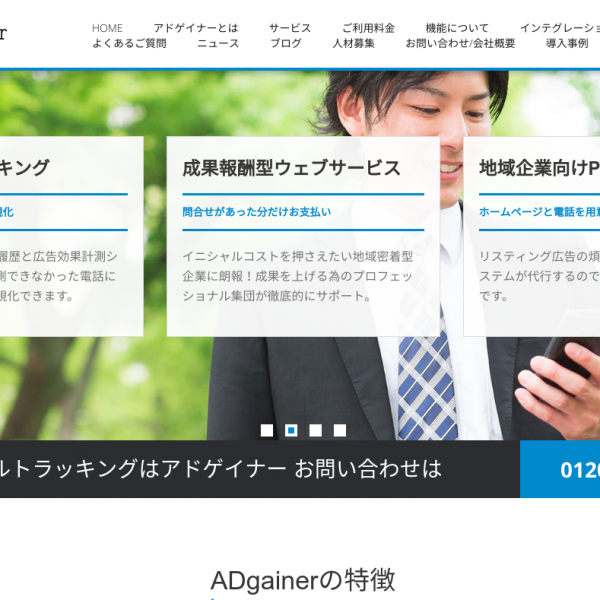 r
HOME アドゲイナーとは サービス ご利用料金 機能について インテグレーショ
よくあるご質問 ニュース ブログ 人材募集 お問い合わせ/会社概要 導入事例
キング
視化
履歴と広告効果計測シ
測できなかった電話に
視化できます。
成果報酬型ウェブサービス
問合せがあった分だけお支払い
イニシャルコストを押さえたい地域密着型
企業に朗報！成果を上げる為のプロフェッ
ショナル集団が徹底的にサポート。
地域企業向けP
ホームページと電話を用意
リスティング広告の煩
ステムが代行するので
です。
ルトラッキングはアドゲイナー お問い合わせは
012
ADgainerの特徴